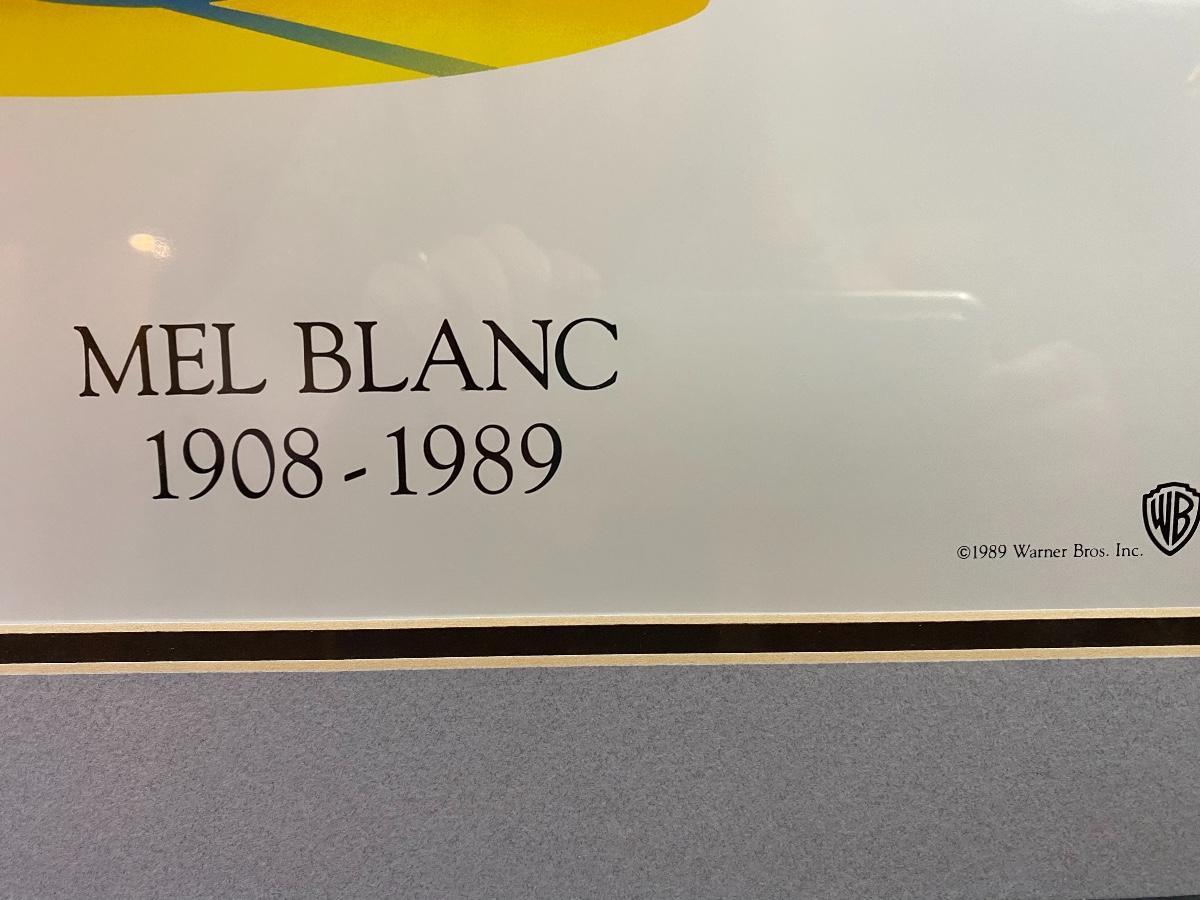 MEL BLANC
1908 - 1989
©1989 Warner Bros. Inc.
WB